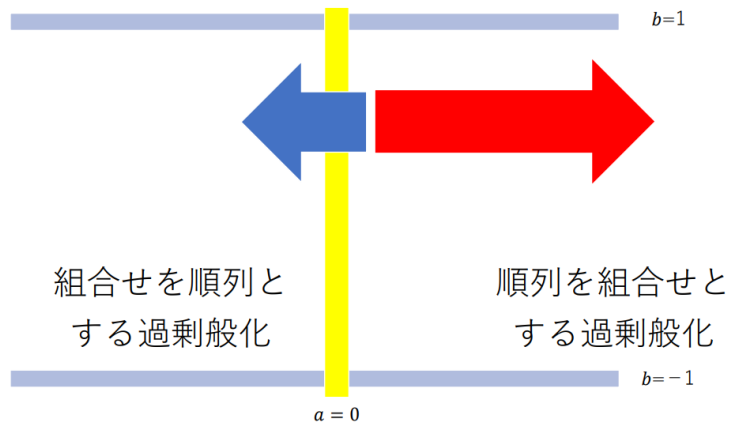 b=1
組合せを順列と
する過剰般化
順列を組合せと
する過剰般化
b=−1
a = 0